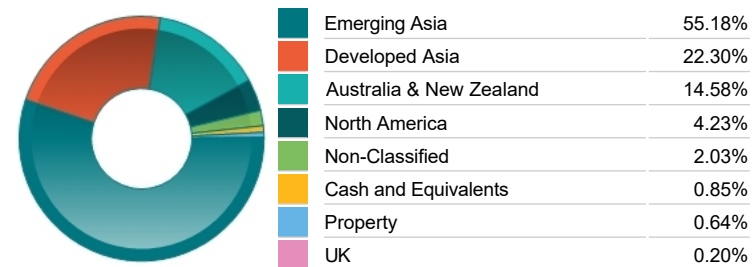 Emerging Asia 55.18%
Developed Asia 22.30%
Australia & New Zealand 14.58%
North America 4.23%
Non-Classified 2.03%
Cash and Equivalents 0.85%
Property 0.64%
UK 0.20%